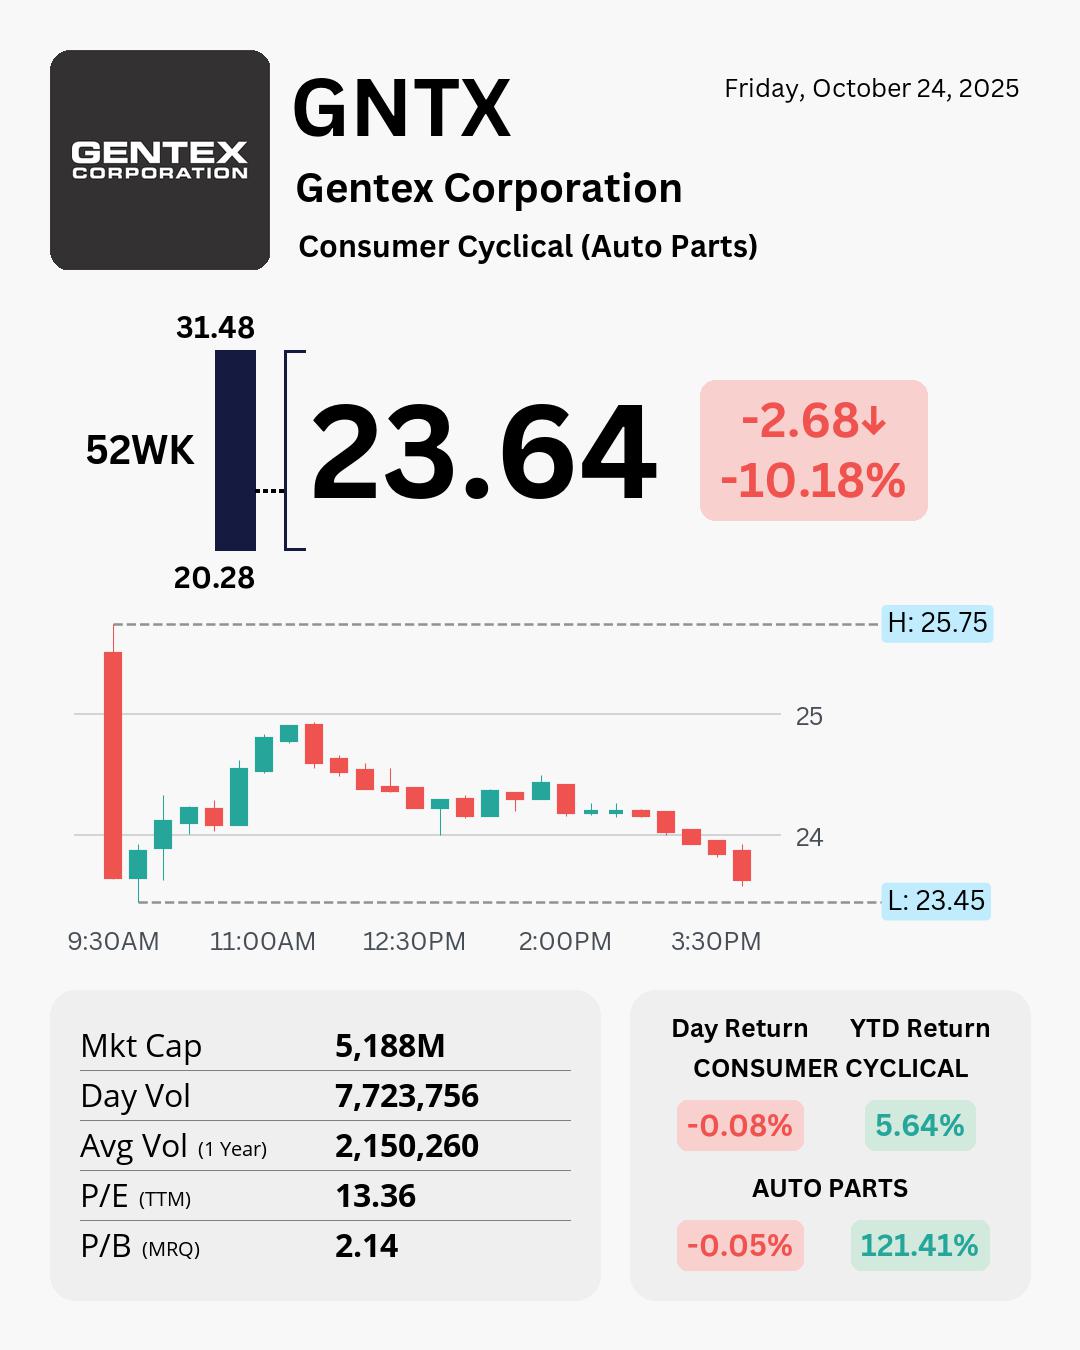 GENTEX
CORPORATION
GNTX
Friday, October 24, 2025
Gentex Corporation
Consumer Cyclical (Auto Parts)
31.48
52WK
23.64
-2.68↓
-10.18%
20.28
H: 25.75
25
24
L: 23.45
9:30AM 11:00AM 12:30PM 2:00PM 3:30PM
Mkt Cap 5,188M
Day Vol 7,723,756
Avg Vol (1 Year) 2,150,260
P/E (TTM) 13.36
P/B (MRQ) 2.14
Day Return YTD Return
CONSUMER CYCLICAL
-0.08% 5.64%
AUTO PARTS
-0.05% 121.41%